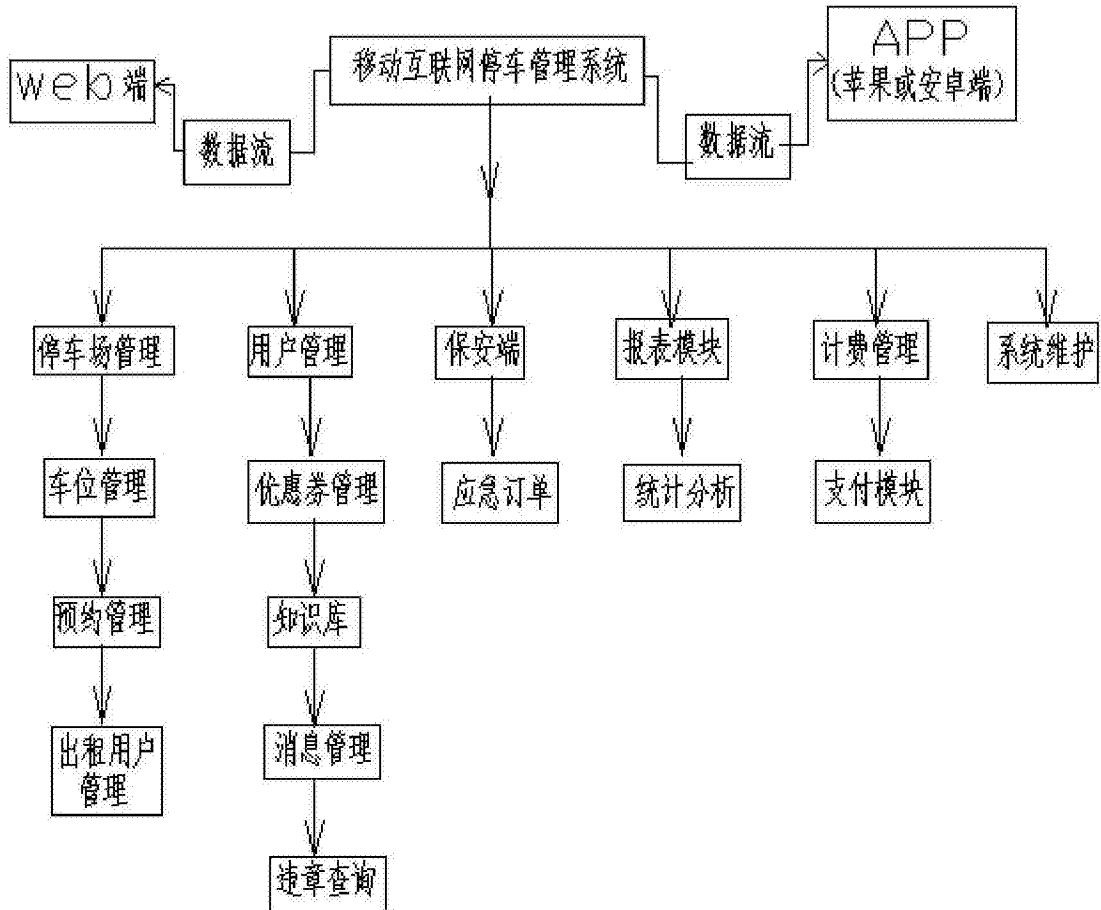 移动互联网停车管理系统
APP
(苹果或安卓端)
web端
数据流
数据流
停车场管理
用户管理
保安端
报表模块
计费管理
系统维护
车位管理
优惠券管理
应急订单
统计分析
支付模块
预约管理
知识库
出租用户
管理
消息管理
违章查询